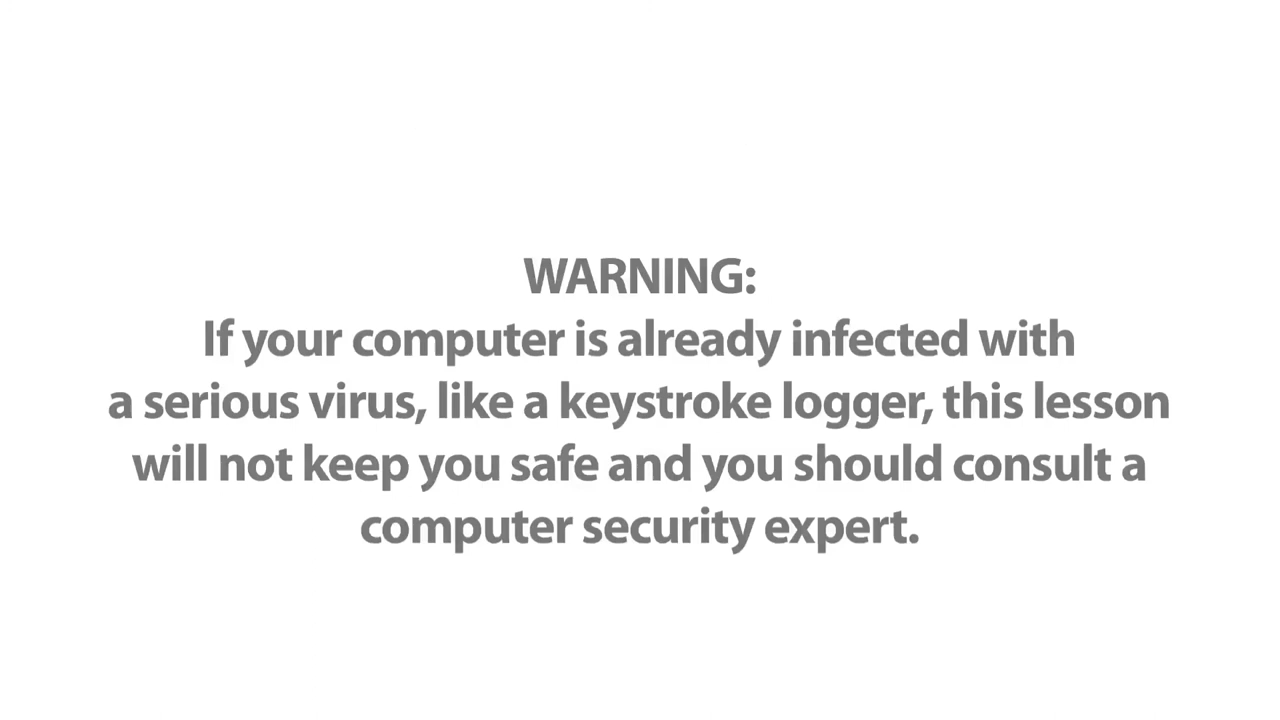 WARNING:
If your computer is already infected with
a serious virus, like a keystroke logger, this lesson
will not keep you safe and you should consult a
computer security expert.